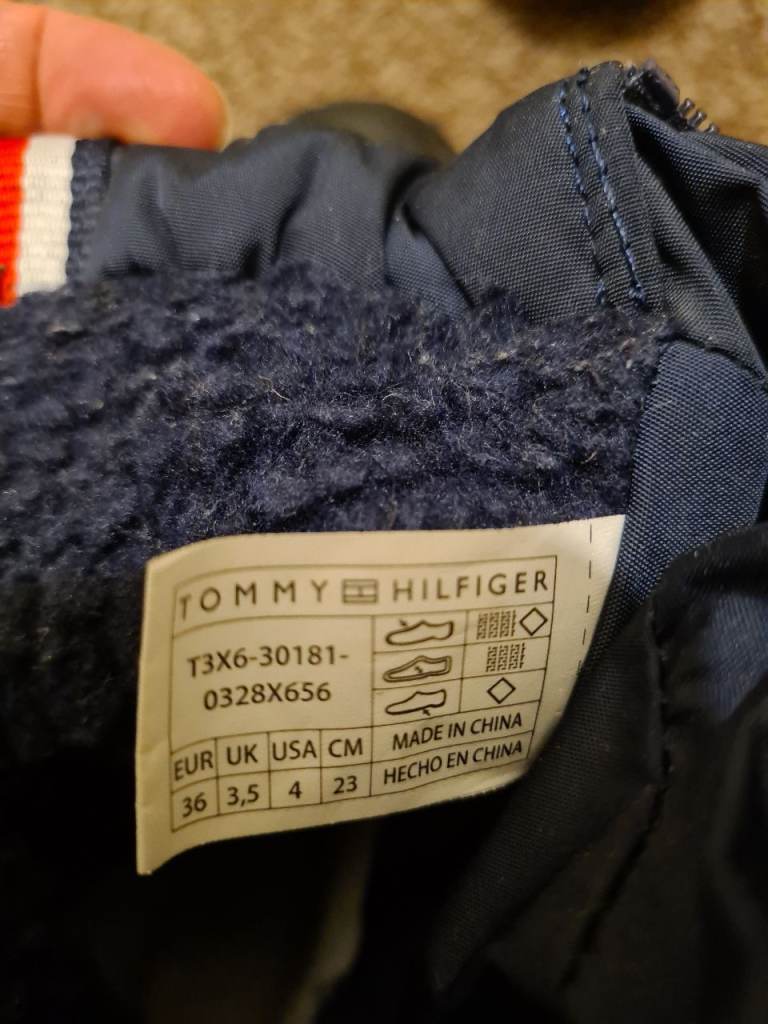 TOMMY HILFIGER
T3X6-30181-
0328X656
EUR UK USA CM
36 3,5 4 23
MADE IN CHINA
HECHO EN CHINA